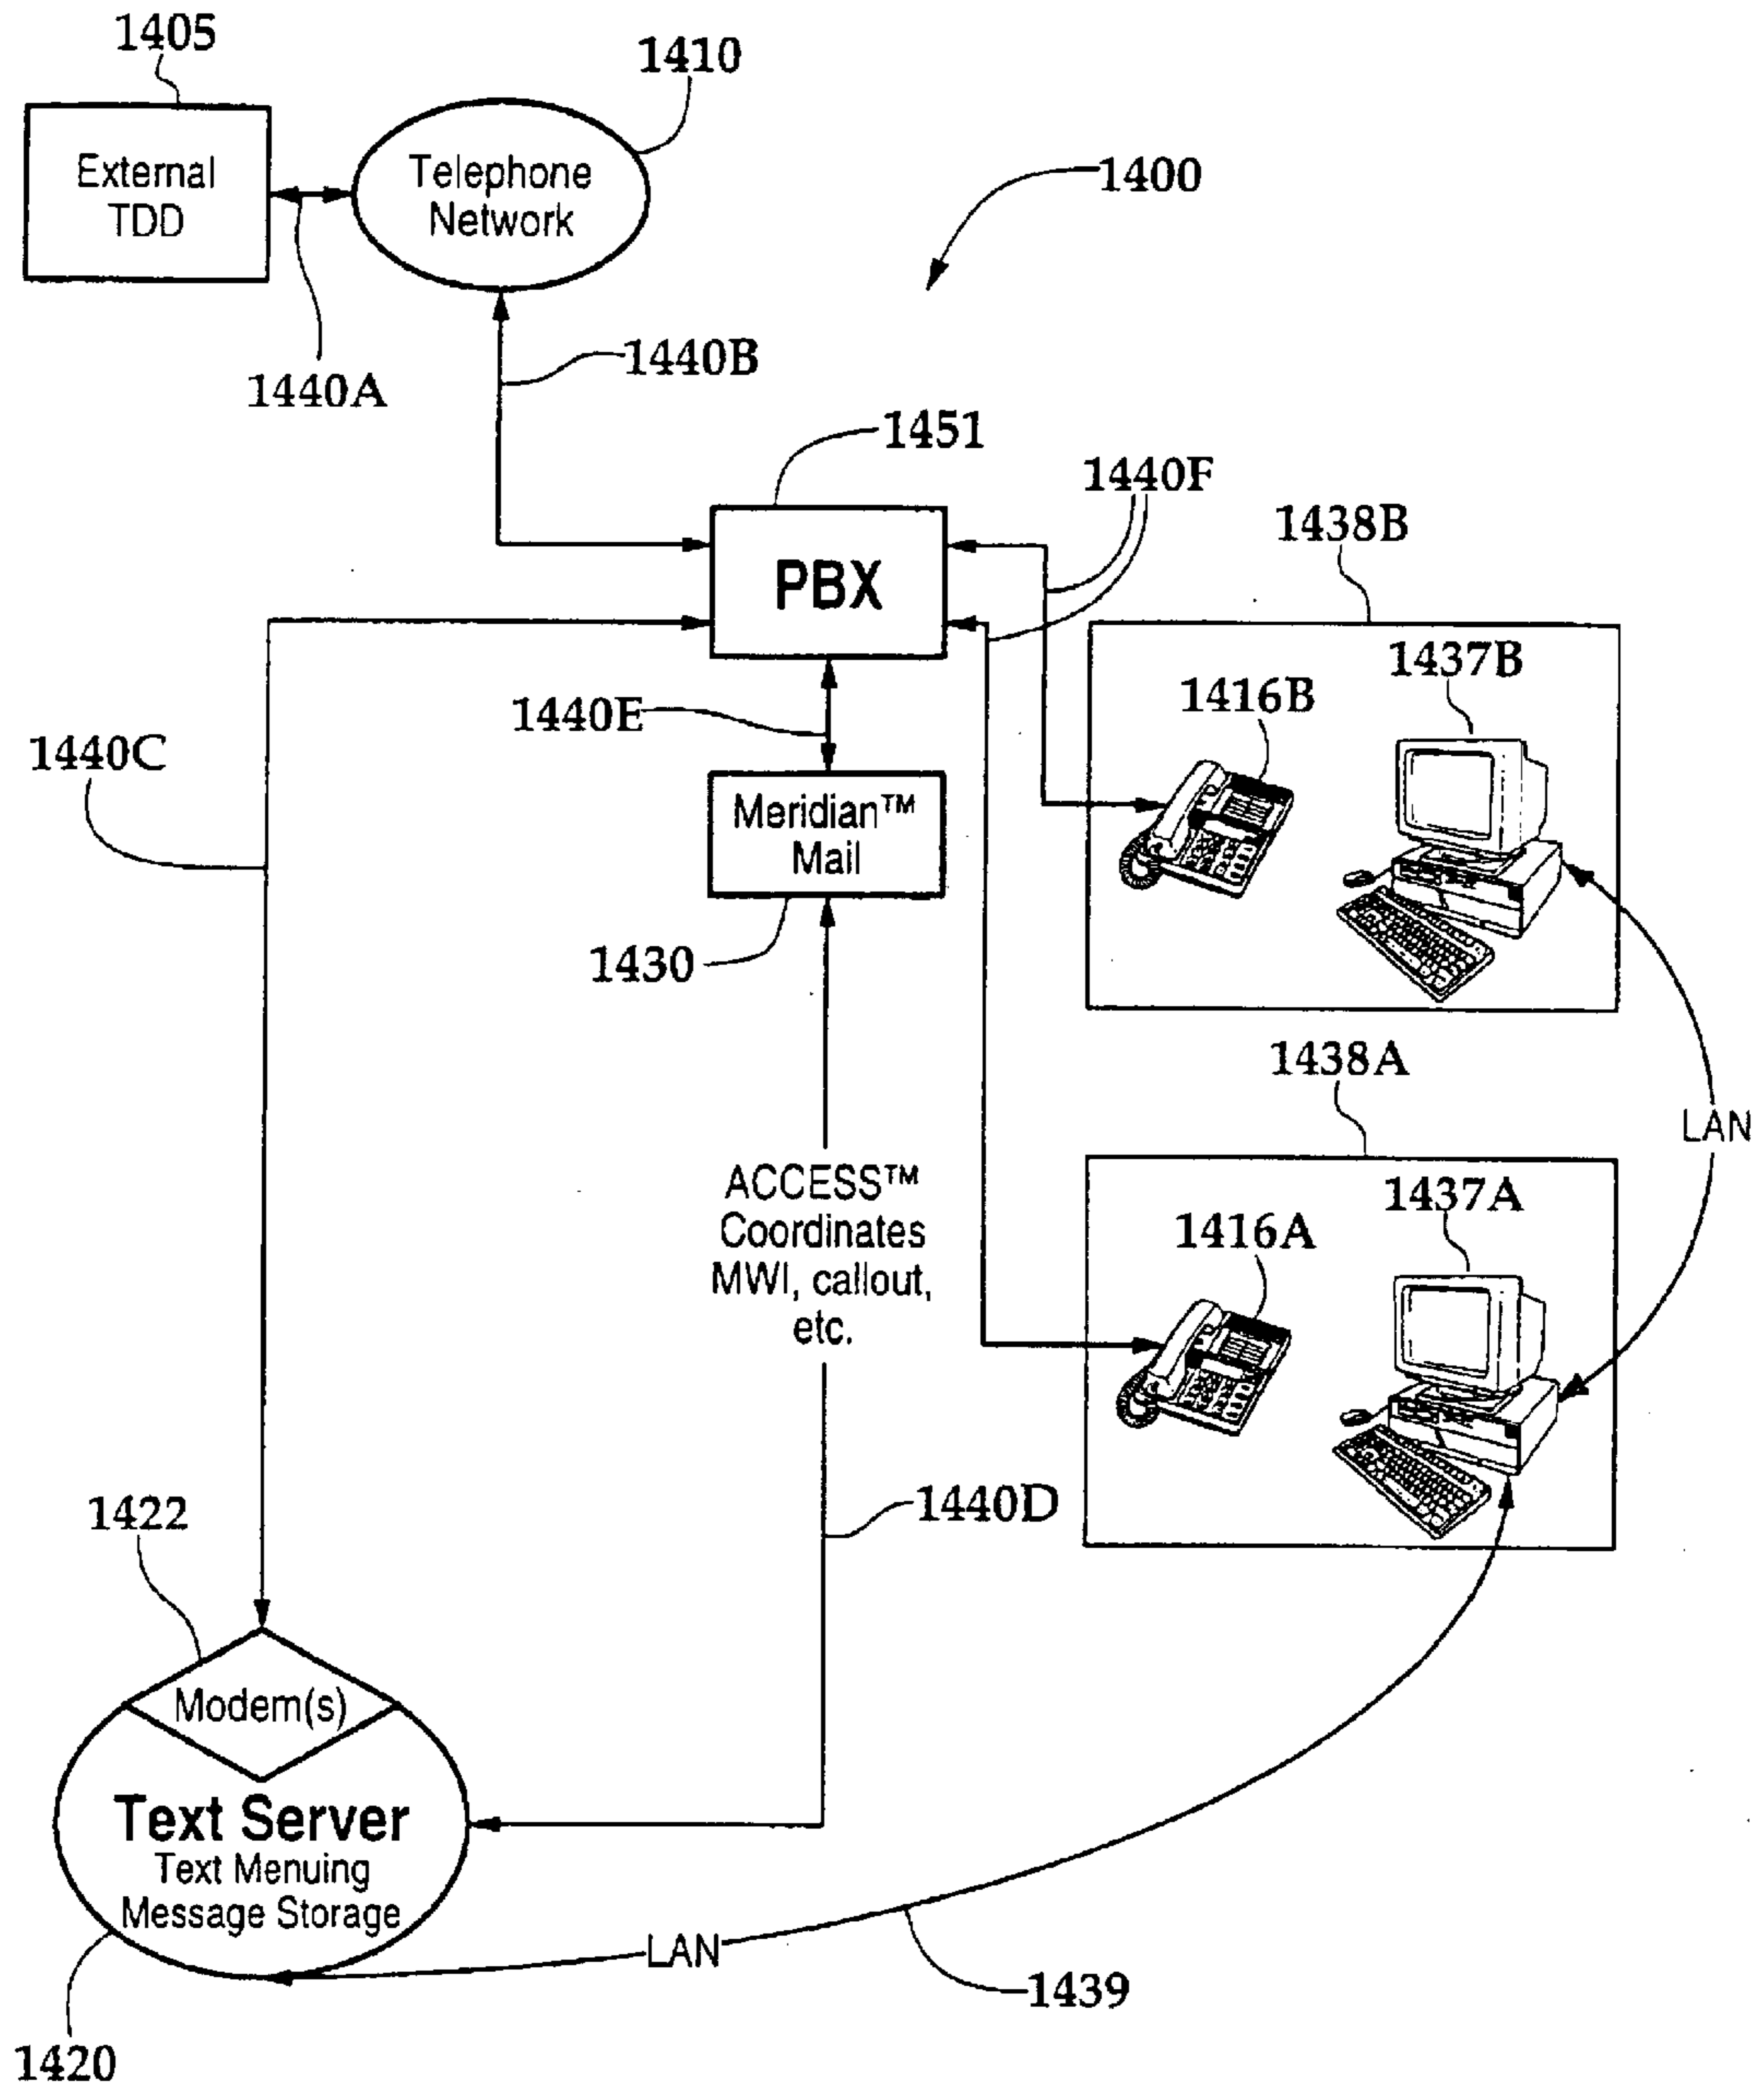 1405
1410
External
TDD
Telephone
Network
1400
1440A
1440B
1451
1440F
1438B
PBX
1437B
1416B
1440E
1440C
Meridian™
Mail
1430
1438A
LAN
ACCESS™
Coordinates
MWI, callout,
etc.
1437A
1416A
1422
1440D
Modem(s)
Text Server
Text Menuing
Message Storage
LAN
1439
1420